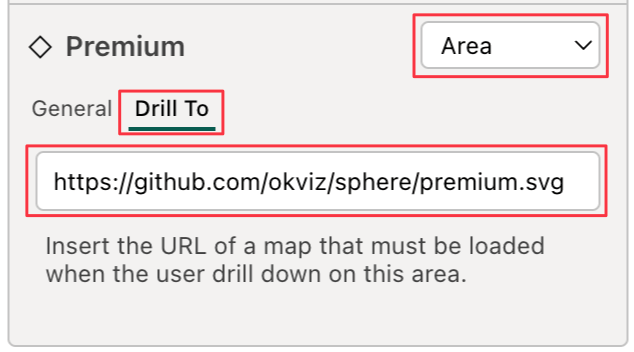 Premium
Area
General
Drill To
https://github.com/okviz/sphere/premium.svg
Insert the URL of a map that must be loaded
when the user drill down on this area.